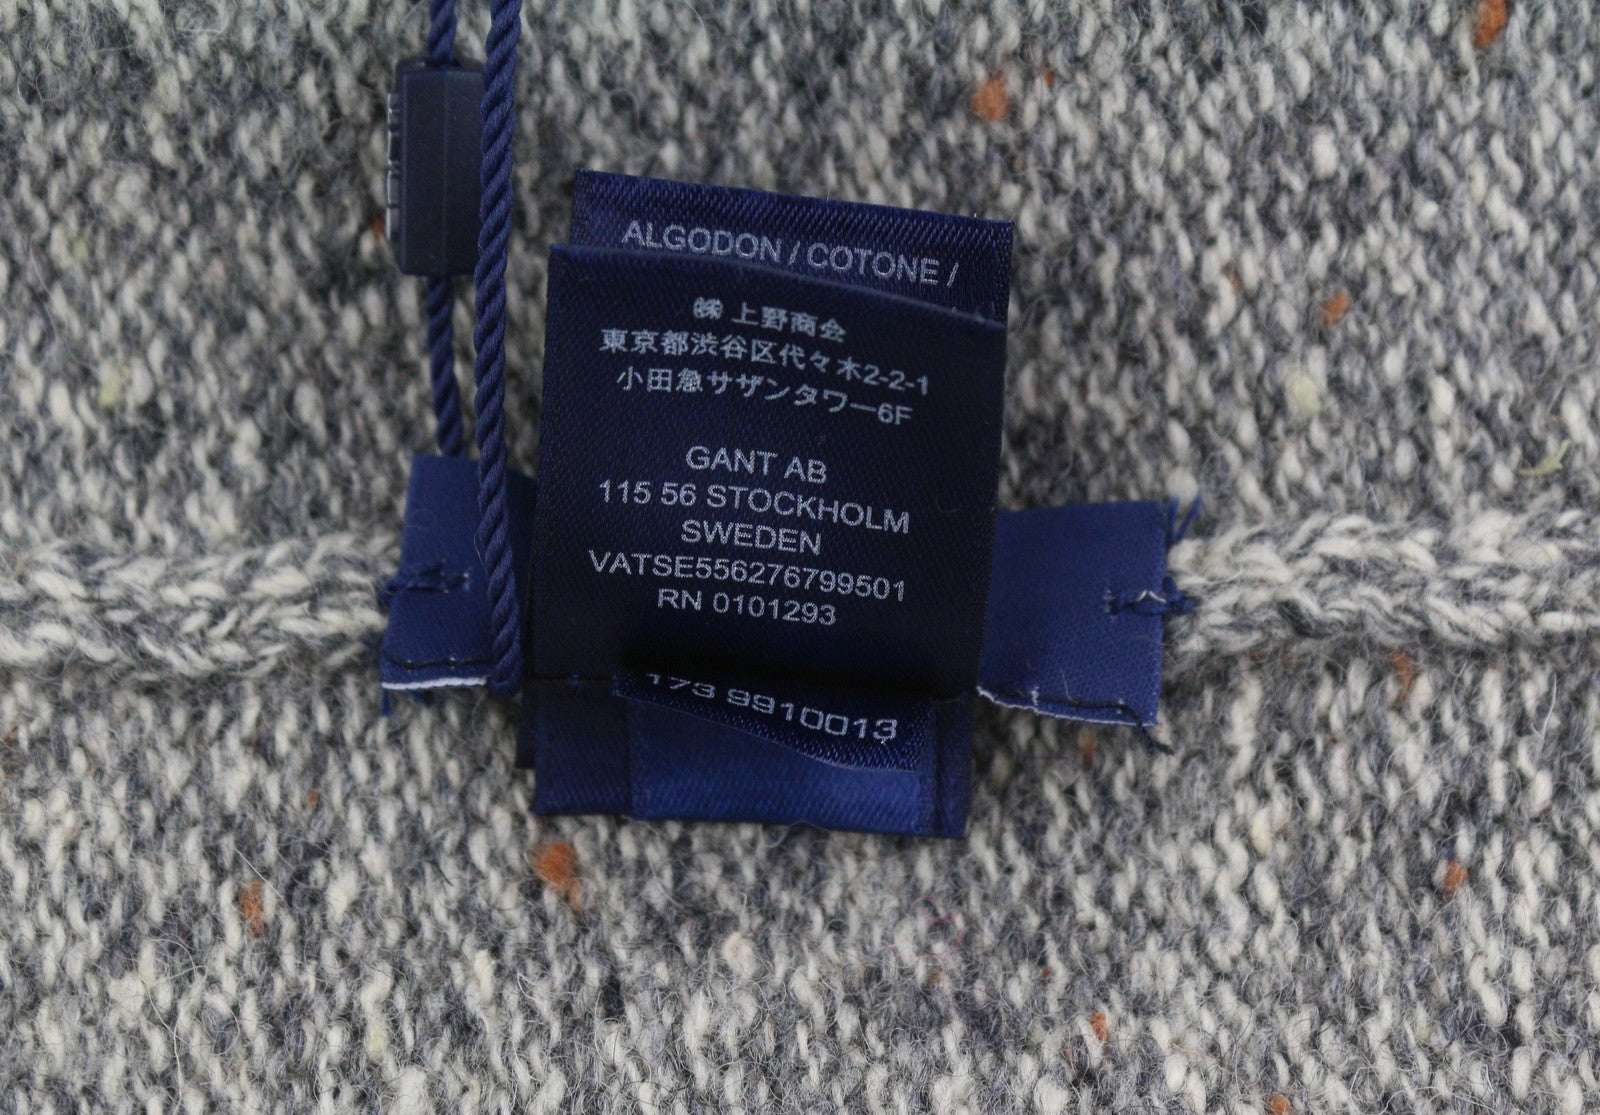 ALGODON / COTONE /
㈱ 上野商会
東京都渋谷区代々木2-2-1
小田急サザンタワー6F
GANT AB
115 56 STOCKHOLM
SWEDEN
VATSE556276799501
RN 0101293
173 9910013